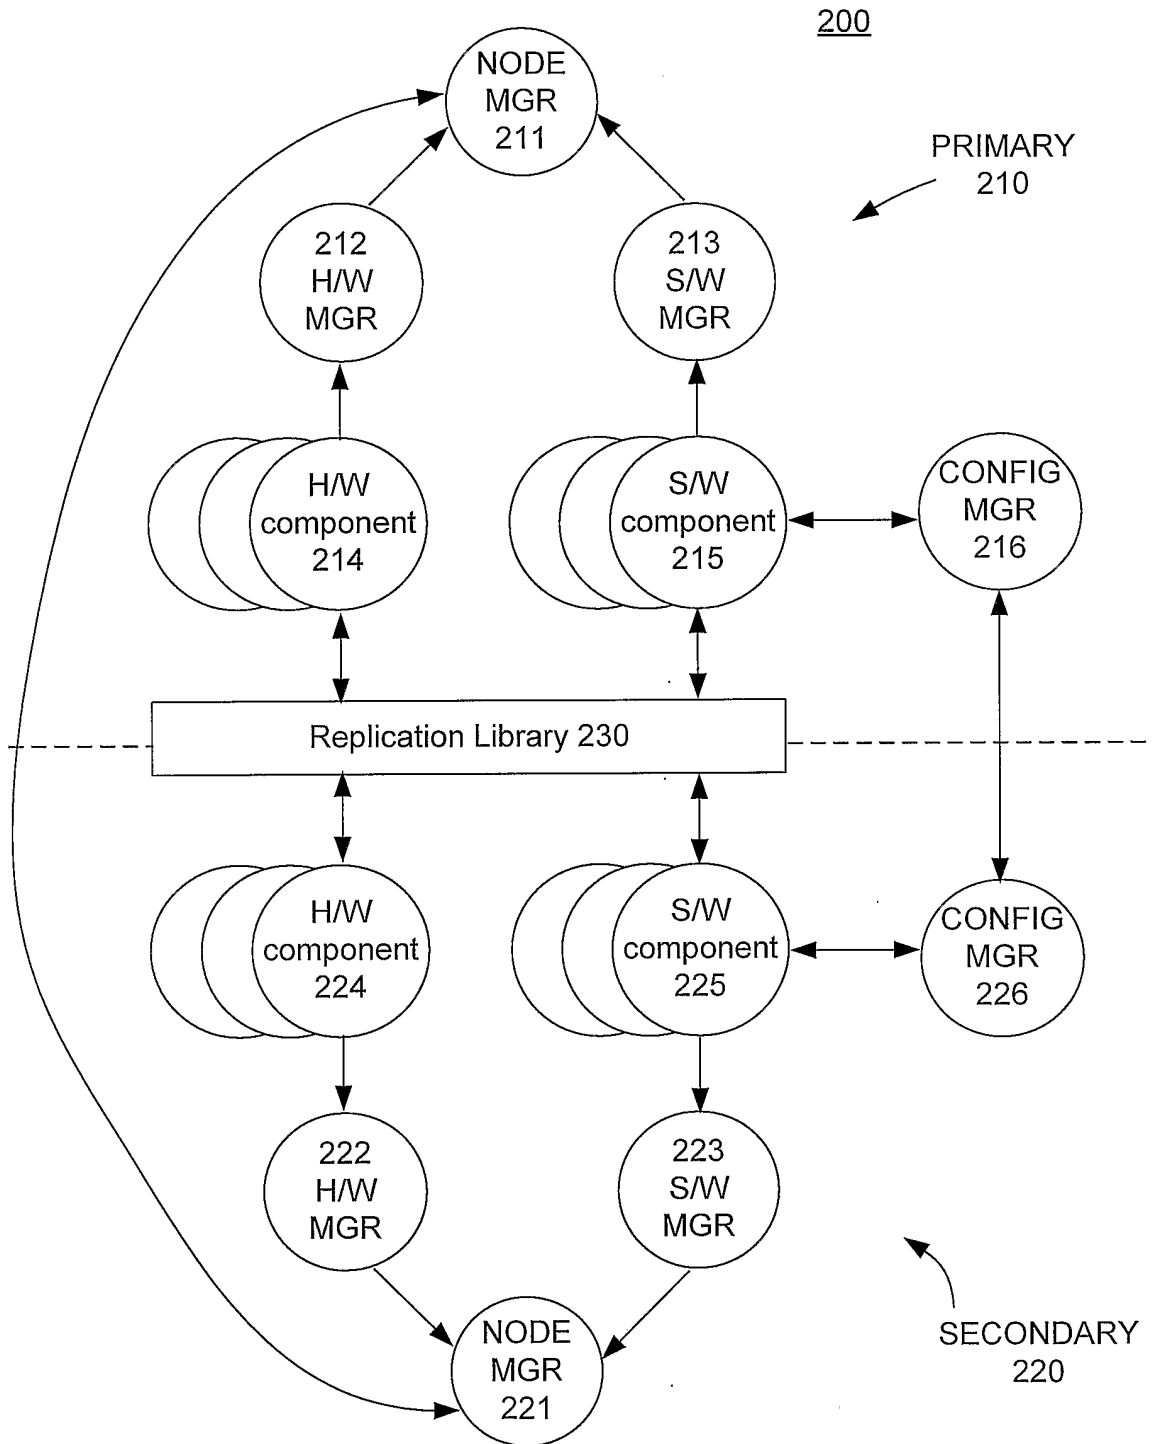 200
NODE
MGR
211
PRIMARY
210
212
H/W
MGR
213
S/W
MGR
H/W
component
214
S/W
component
215
CONFIG
MGR
216
Replication Library 230
H/W
component
224
S/W
component
225
CONFIG
MGR
226
222
H/W
MGR
223
S/W
MGR
NODE
MGR
221
SECONDARY
220